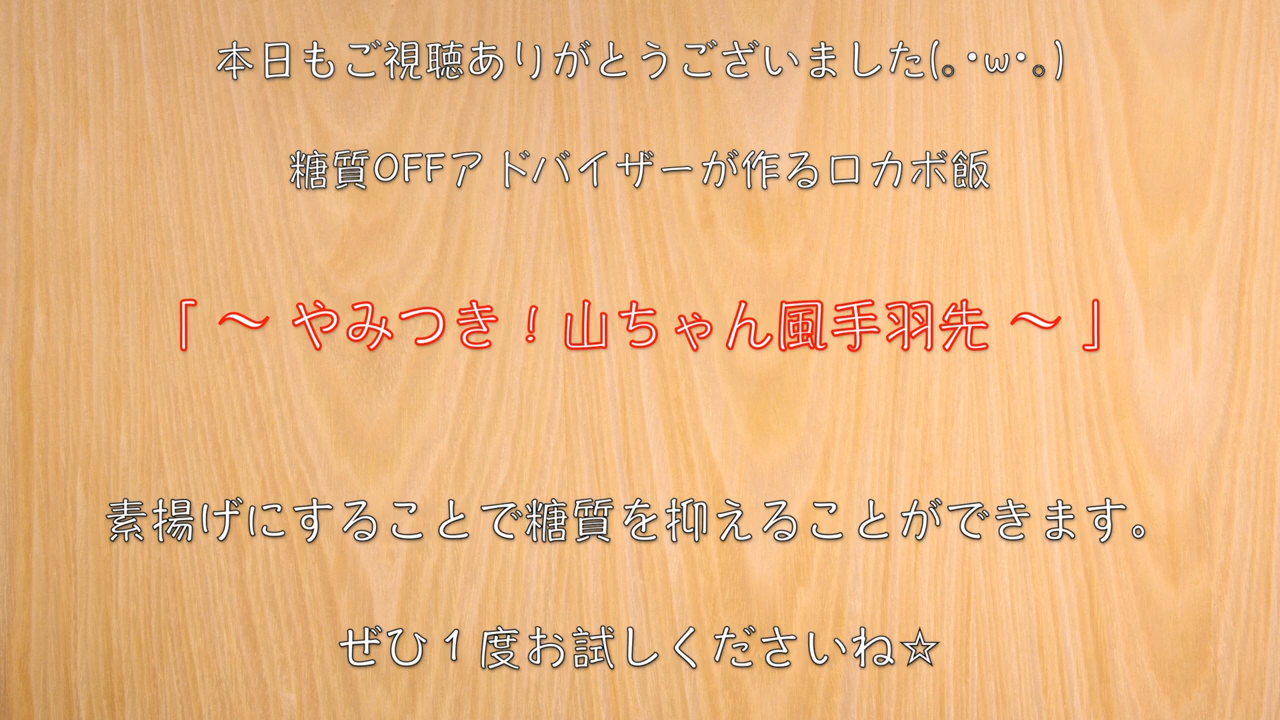 本日もご視聴ありがとうございました(｡･ω･｡)
糖質OFFアドバイザーが作るロカボ飯
「 ～ やみつき！山ちゃん風手羽先 ～ 」
素揚げにすることで糖質を抑えることができます。
ぜひ１度お試しくださいね☆